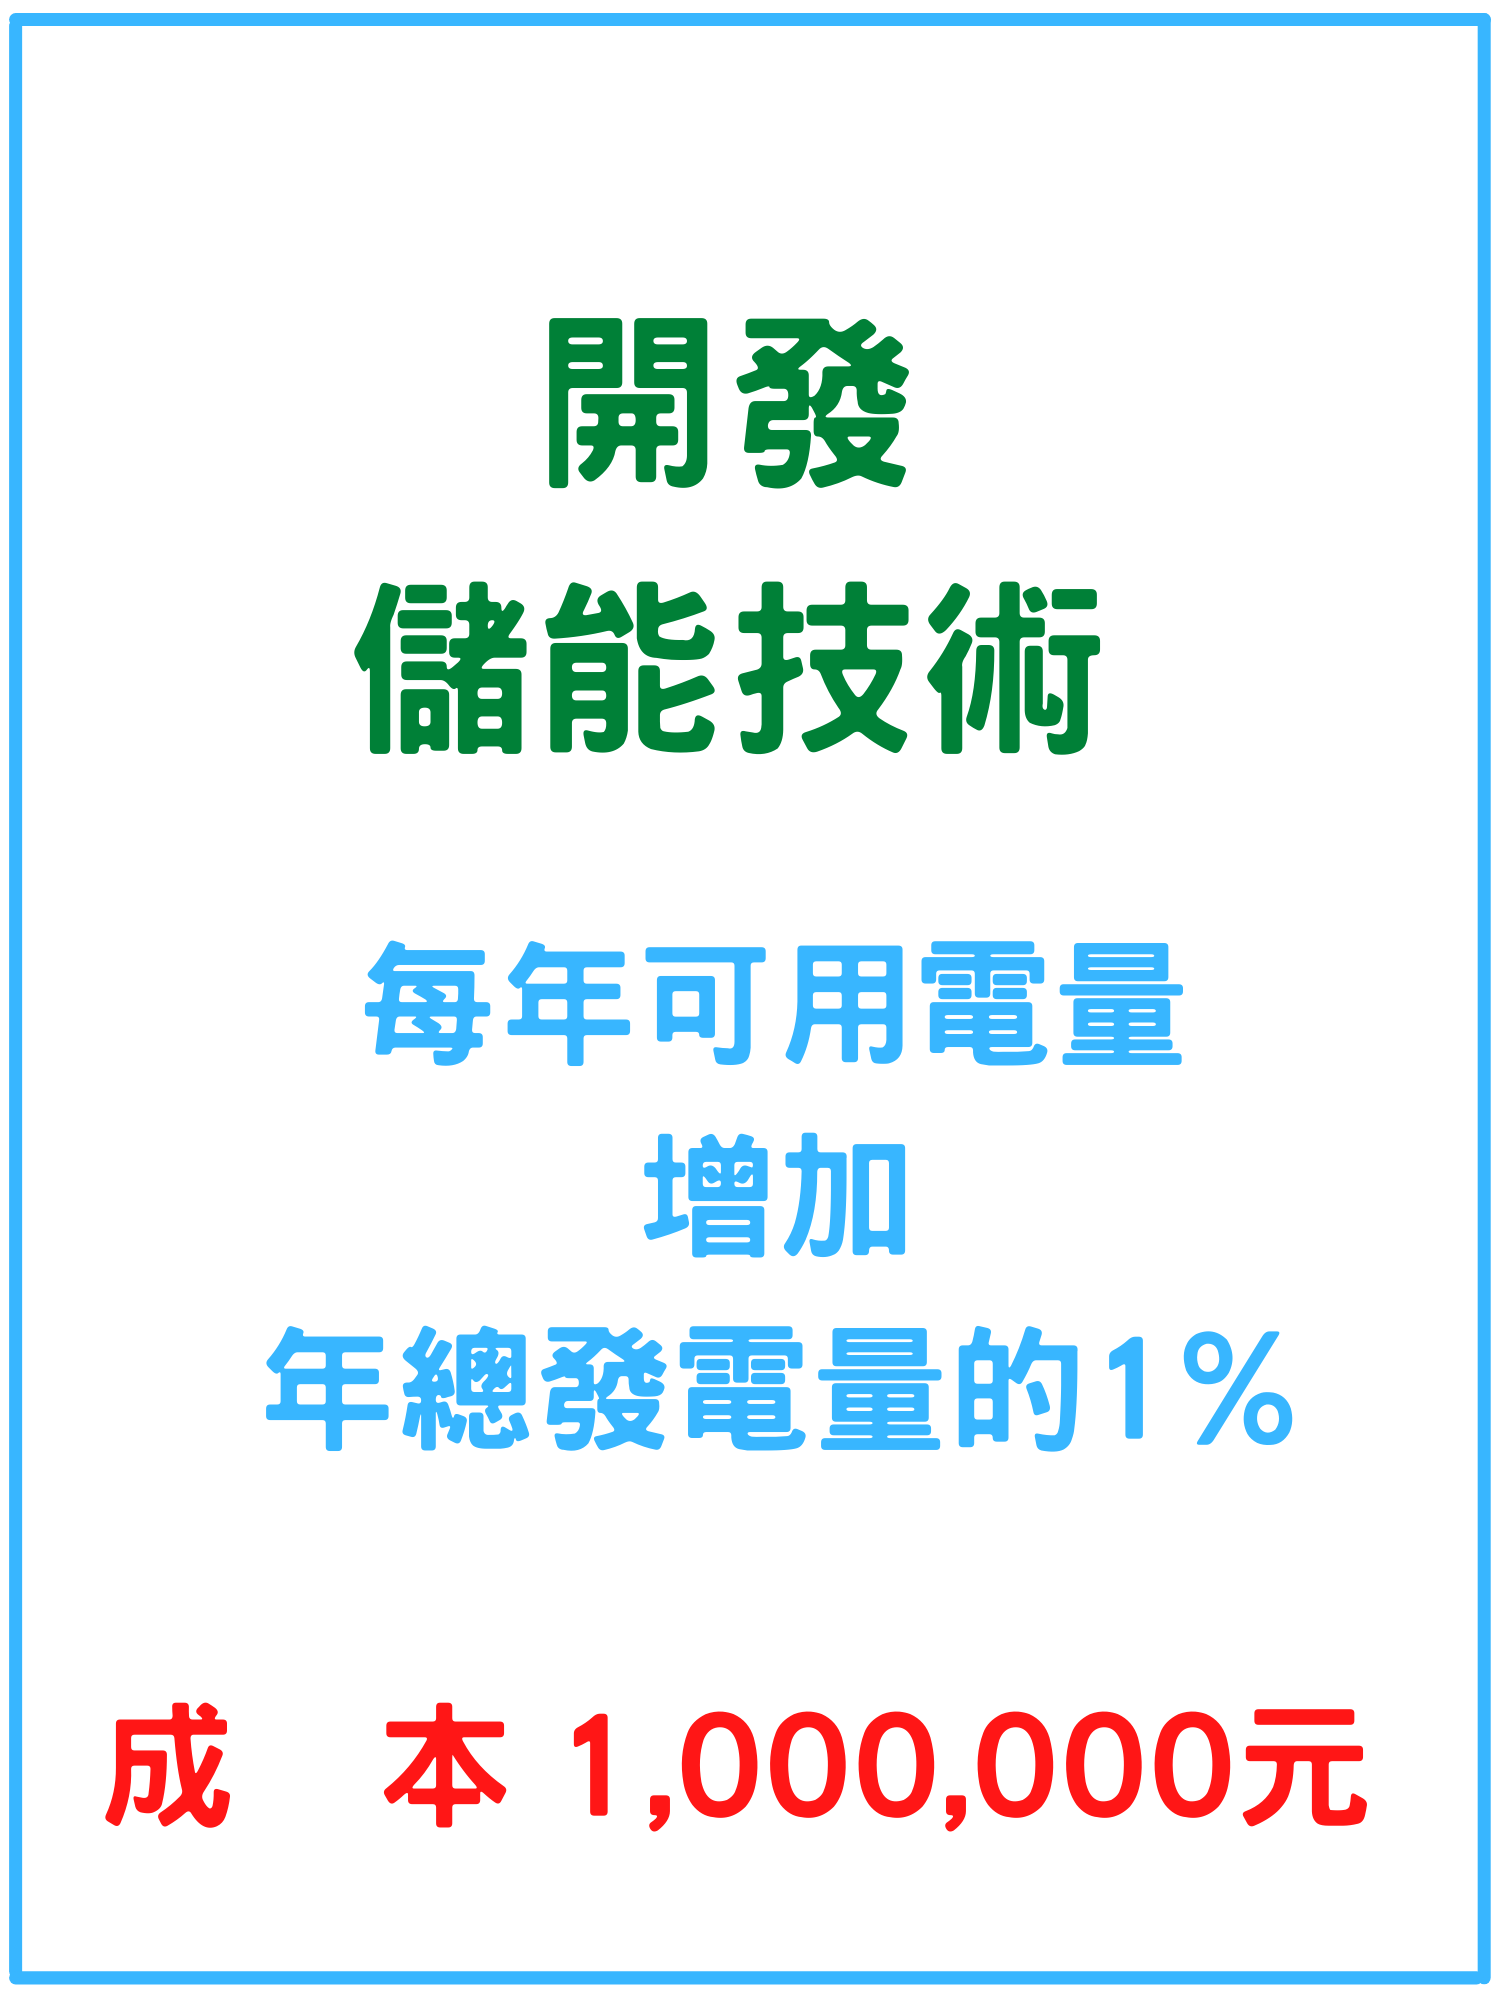 開發
儲能技術
每年可用電量
增加
年總發電量的1%
成 本 1,000,000元